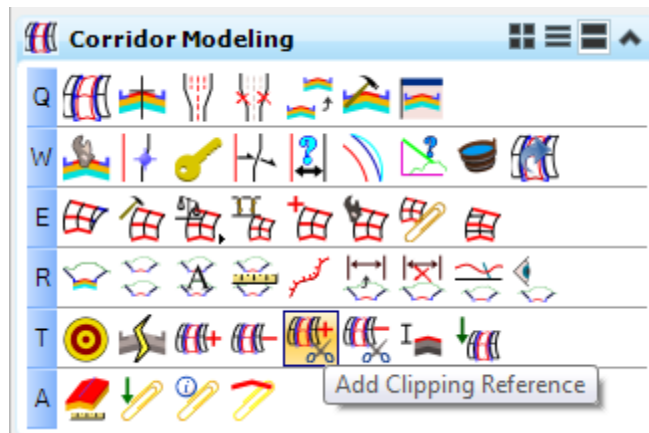 Corridor Modeling
Q
W
E
R
A
T
I
Add Clipping Reference
A